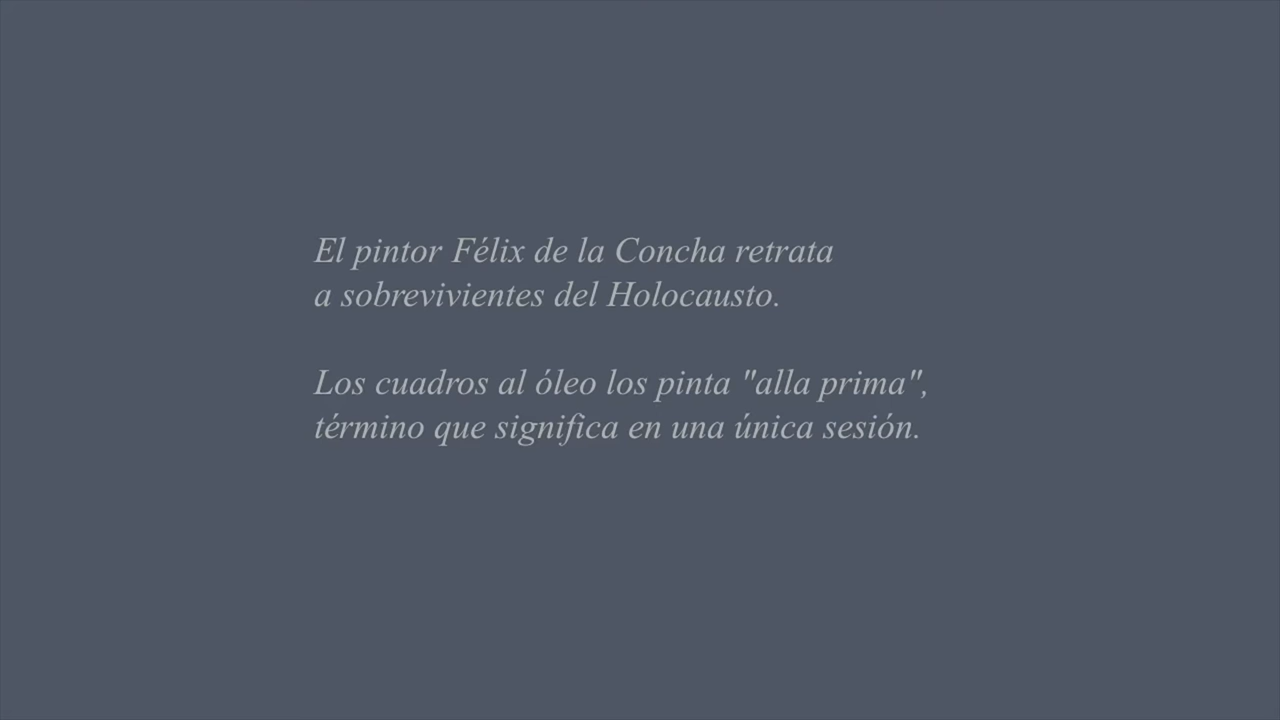 El pintor Félix de la Concha retrata
a sobrevivientes del Holocausto.
Los cuadros al óleo los pinta "alla prima",
término que significa en una única sesión.